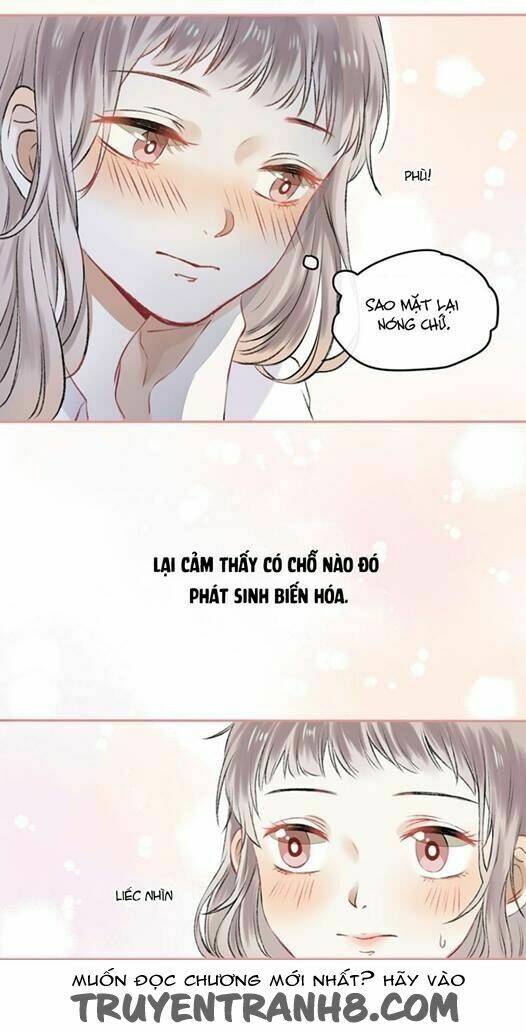 PHÙ!
SAO MẶT LẠI
NÓNG CHỨ.
LẠI CẢM THẤY CÓ CHỖ NÀO ĐÓ
PHÁT SINH BIẾN HÓA.
LIẾC NHÌN
MUỐN ĐỌC CHƯƠNG MỚI NHẤT? HÃY VÀO
TRUYENTRANH8.COM